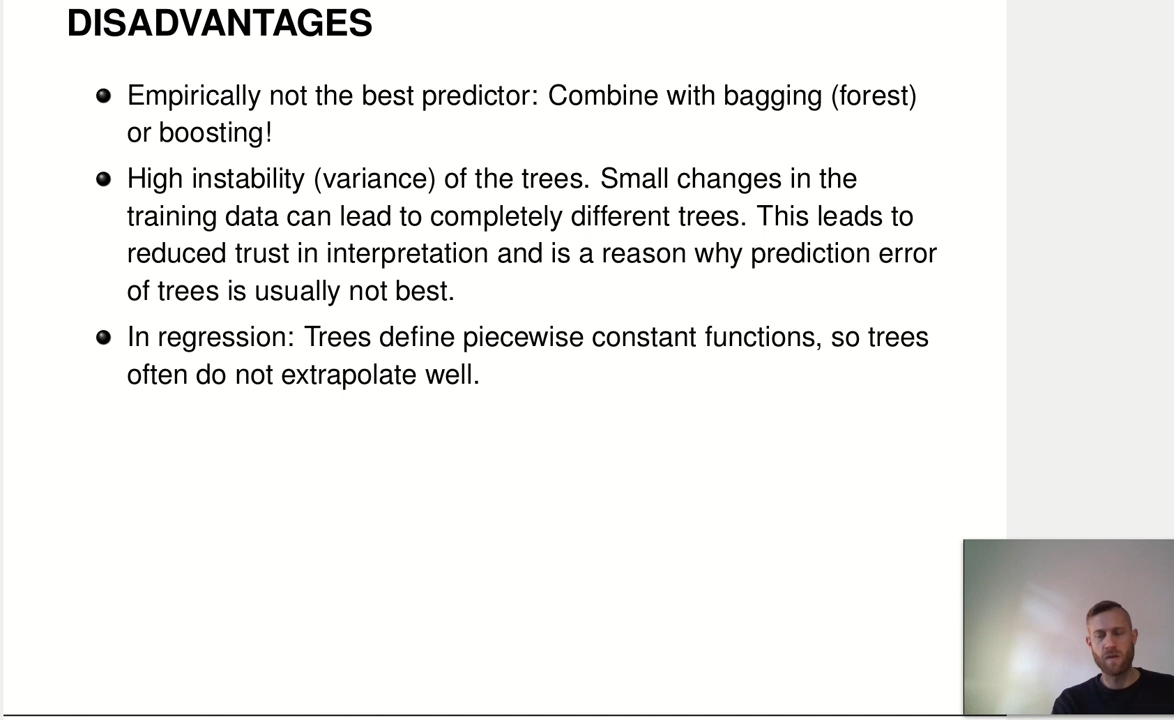 DISADVANTAGES
Empirically not the best predictor: Combine with bagging (forest)
or boosting!
High instability (variance) of the trees. Small changes in the
training data can lead to completely different trees. This leads to
reduced trust in interpretation and is a reason why prediction error
of trees is usually not best.
In regression: Trees define piecewise constant functions, so trees
often do not extrapolate well.